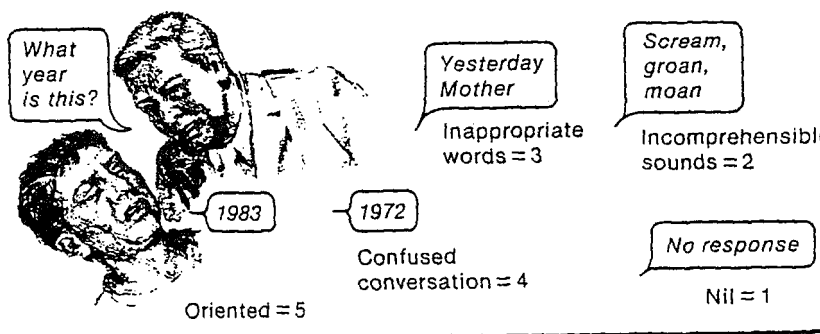 What
year
is this?
Yesterday
Mother
Inappropriate
words = 3
Scream,
groan,
moan
Incomprehensible
sounds = 2
1983
Oriented = 5
1972
Confused
conversation = 4
No response
Nil = 1